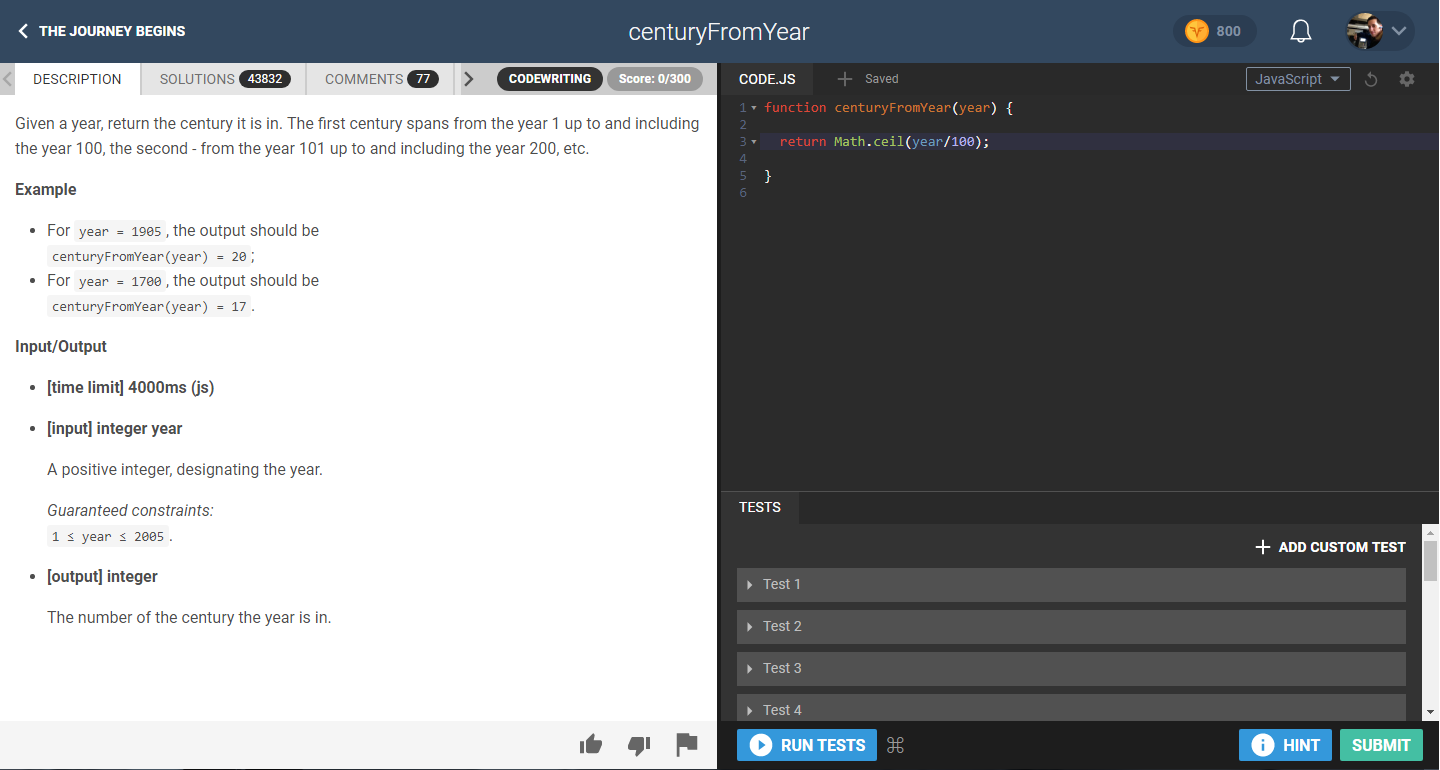 THE JOURNEY BEGINS
centuryFromYear
800
DESCRIPTION
SOLUTIONS 43832
COMMENTS 77
CODEWRITING
Score: 0/300
Given a year, return the century it is in. The first century spans from the year 1 up to and including
the year 100, the second - from the year 101 up to and including the year 200, etc.
Example
• For year = 1905 , the output should be
centuryFromYear(year) = 20 ;
• For year = 1700 , the output should be
centuryFromYear(year) = 17 .
Input/Output
• [time limit] 4000ms (js)
• [input] integer year
A positive integer, designating the year.
Guaranteed constraints:
1 ≤ year ≤ 2005 .
• [output] integer
The number of the century the year is in.
CODE.JS
Saved
JavaScript
1 function centuryFromYear(year) {
2
3 return Math.ceil(year/100);
4
5 }
6
TESTS
ADD CUSTOM TEST
Test 1
Test 2
Test 3
Test 4
RUN TESTS ⌘
HINT
SUBMIT